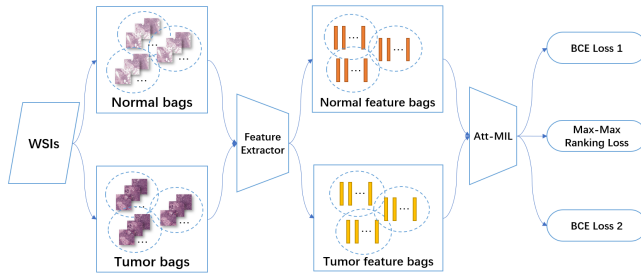 WSIs
...
...
...
Normal bags
...
...
...
Tumor bags
Feature
Extractor
...
...
...
Normal feature bags
...
...
...
Tumor feature bags
Att-MIL
BCE Loss 1
Max-Max
Ranking Loss
BCE Loss 2